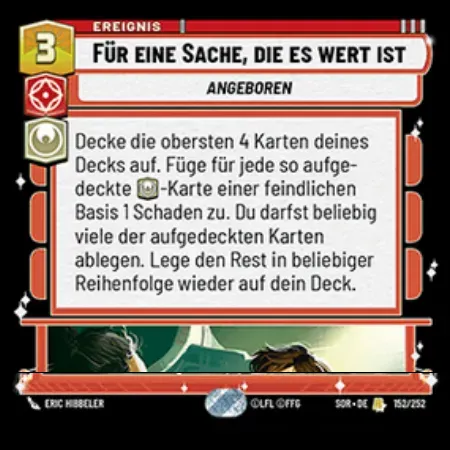 3
EREIGNIS
FÜR EINE SACHE, DIE ES WERT IST
ANGEBOREN
Decke die obersten 4 Karten deines
Decks auf. Füge für jede so aufge-
deckte -Karte einer feindlichen
Basis 1 Schaden zu. Du darfst beliebig
viele der aufgedeckten Karten
ablegen. Lege den Rest in beliebiger
Reihenfolge wieder auf dein Deck.
ERIC HIBBELER
©LFL ©FFG
SOR • DE
152/252